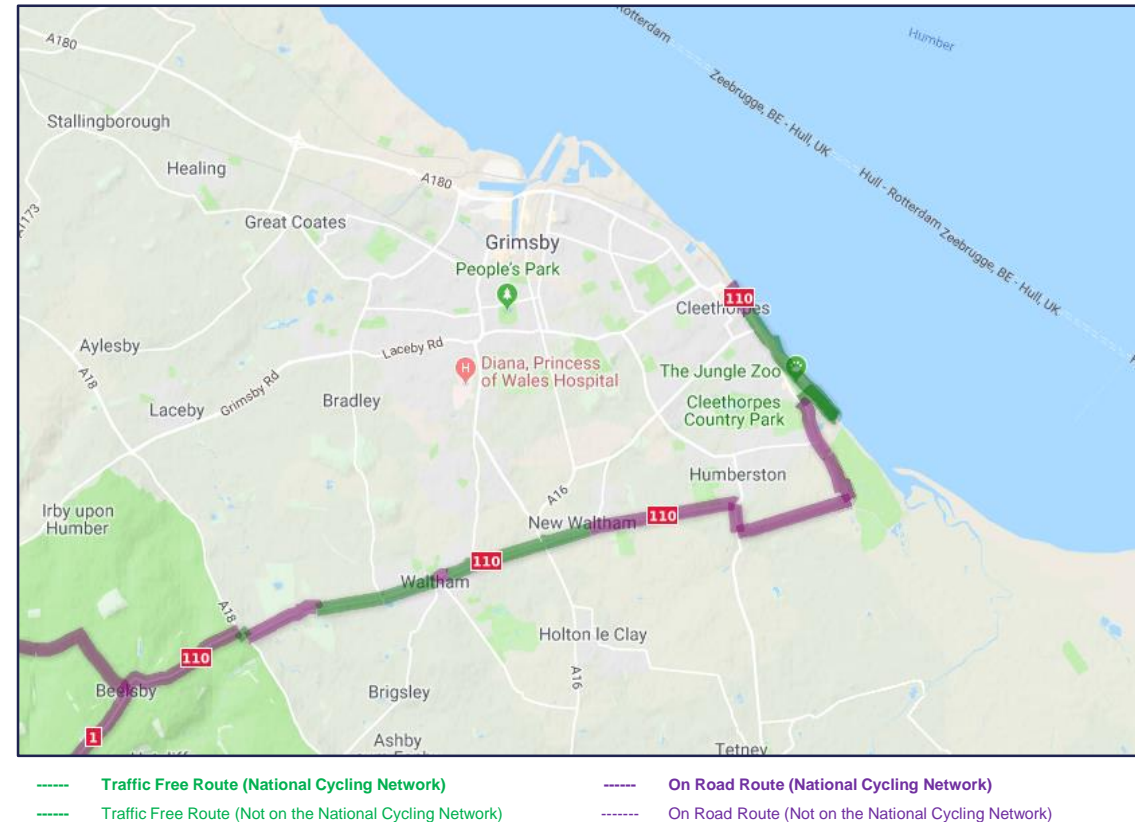 Rotterdam
Humber
A180
Zeebrugge, BE - Hull, UK
Stallingborough
Healing
A180
Hull - Rotterdam Zeebrugge, BE - Hull, UK
A1173
Great Coates
Grimsby
People's Park
110
Cleethorpes
Aylesby
Laceby Rd
A18
Diana, Princess
of Wales Hospital
The Jungle Zoo
Grimsby Rd
Laceby
Bradley
Cleethorpes
Country Park
Humberston
A16
Irby upon
Humber
New Waltham
110
110
Waltham
A18
Holton le Clay
110
A16
Beelsby
Brigsley
1
Ashby
Tetney
------ Traffic Free Route (National Cycling Network)
------ On Road Route (National Cycling Network)
------ Traffic Free Route (Not on the National Cycling Network)
------- On Road Route (Not on the National Cycling Network)